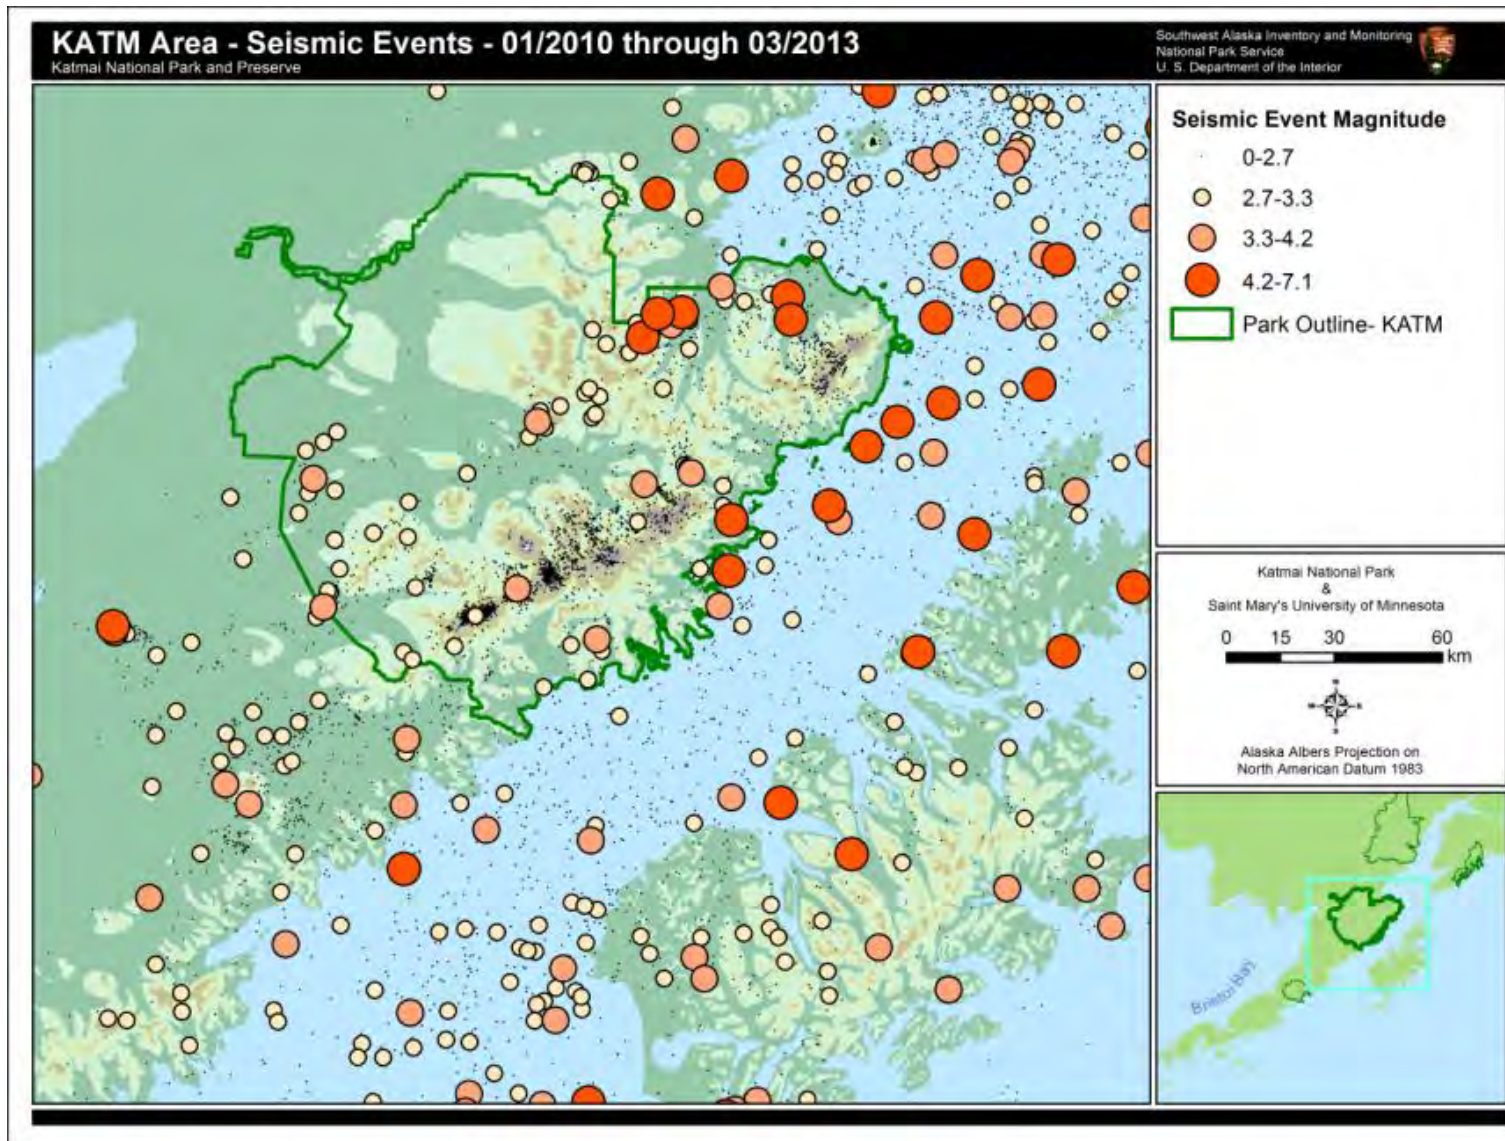 KATM Area - Seismic Events - 01/2010 through 03/2013
Katmai National Park and Preserve
Southwest Alaska Inventory and Monitoring
National Park Service
U. S. Department of the Interior
Seismic Event Magnitude
0-2.7
2.7-3.3
3.3-4.2
4.2-7.1
Park Outline- KATM
Katmai National Park
&
Saint Mary's University of Minnesota
0 15 30 60
km
Alaska Albers Projection on
North American Datum 1983
Bristol Bay